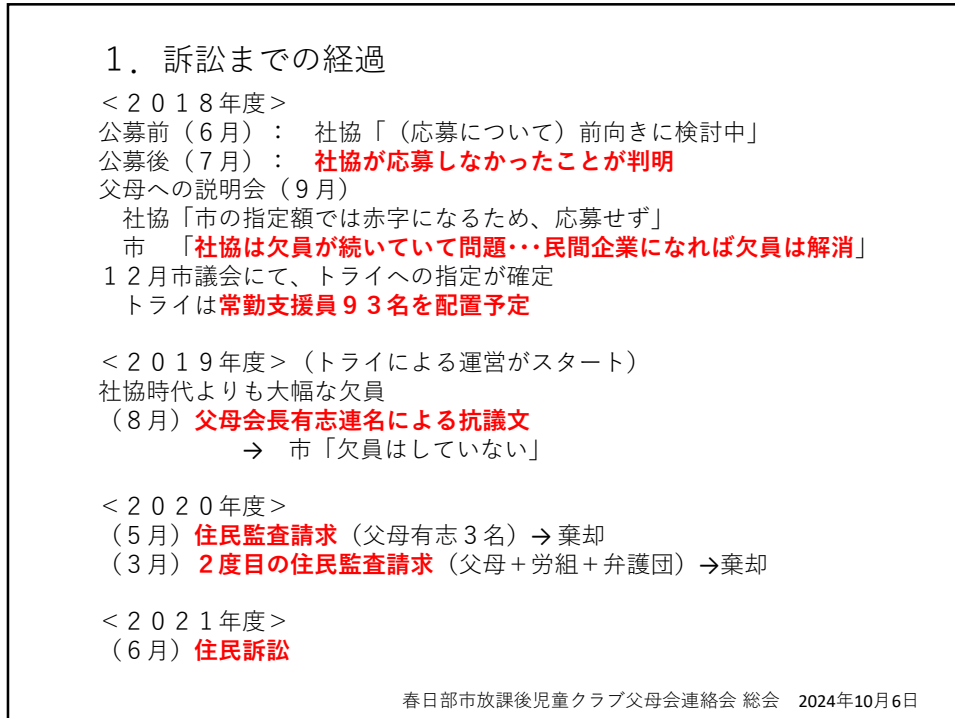 １．訴訟までの経過
＜２０１８年度＞
公募前（６月）：　社協「（応募について）前向きに検討中」
公募後（７月）：　社協が応募しなかったことが判明
父母への説明会（９月）
社協「市の指定額では赤字になるため、応募せず」
市　「社協は欠員が続いていて問題･･･民間企業になれば欠員は解消」
１２月市議会にて、トライへの指定が確定
トライは常勤支援員９３名を配置予定
＜２０１９年度＞（トライによる運営がスタート）
社協時代よりも大幅な欠員
（８月）父母会長有志連名による抗議文
→　市「欠員はしていない」
＜２０２０年度＞
（５月）住民監査請求（父母有志３名）→ 棄却
（３月）２度目の住民監査請求（父母＋労組＋弁護団）→棄却
＜２０２１年度＞
（６月）住民訴訟
春日部市放課後児童クラブ父母会連絡会 総会　2024年10月6日